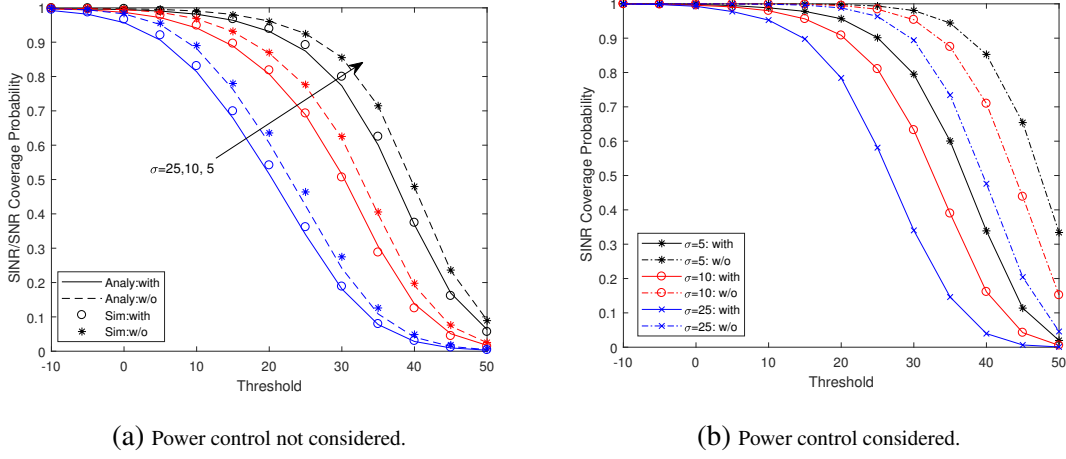 SINR/SNR Coverage Probability
1
0.9
0.8
0.7
0.6
0.5
0.4
0.3
0.2
0.1
0
σ=25,10, 5
Analy:with
Analy:w/o
Sim:with
Sim:w/o
-10 0 10 20 30 40 50
Threshold
(a) Power control not considered.
SINR Coverage Probability
1
0.9
0.8
0.7
0.6
0.5
0.4
0.3
0.2
0.1
0
σ=5: with
σ=5: w/o
σ=10: with
σ=10: w/o
σ=25: with
σ=25: w/o
-10 0 10 20 30 40 50
Threshold
(b) Power control considered.